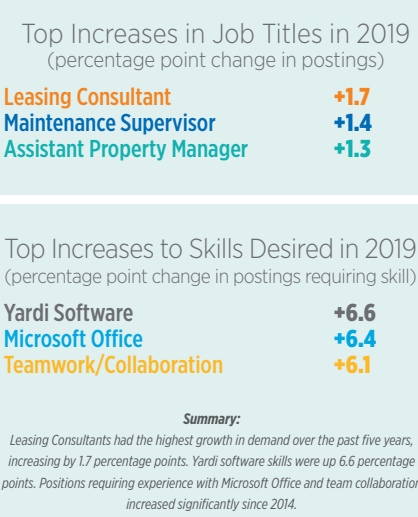 Top Increases in Job Titles in 2019
(percentage point change in postings)
Leasing Consultant +1.7
Maintenance Supervisor +1.4
Assistant Property Manager +1.3
Top Increases to Skills Desired in 2019
(percentage point change in postings requiring skill)
Yardi Software +6.6
Microsoft Office +6.4
Teamwork/Collaboration +6.1
Summary:
Leasing Consultants had the highest growth in demand over the past five years,
increasing by 1.7 percentage points. Yardi software skills were up 6.6 percentage
points. Positions requiring experience with Microsoft Office and team collaboration
increased significantly since 2014.